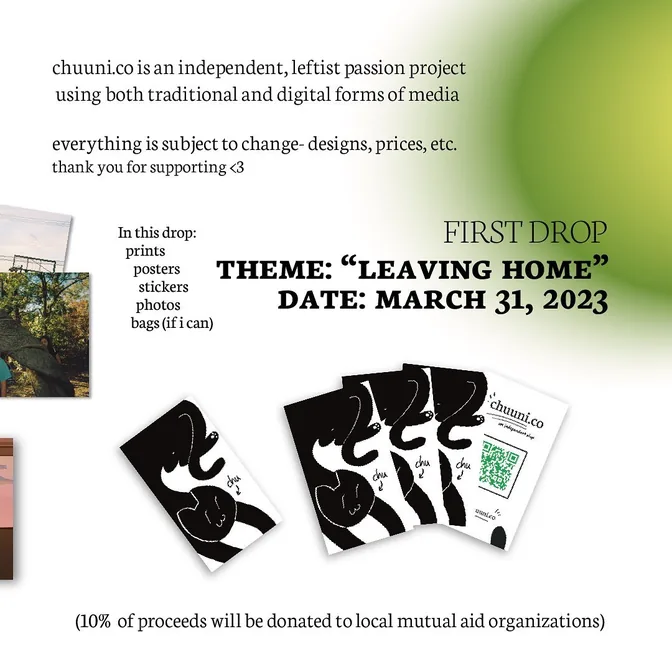 chuuni.co is an independent, leftist passion project
using both traditional and digital forms of media
everything is subject to change- designs, prices, etc.
thank you for supporting <3
In this drop:
prints
posters
stickers
photos
bags (if i can)
FIRST DROP
THEME: “LEAVING HOME”
DATE: MARCH 31, 2023
chu
chu
chu
chu
chuuni.co
an independent shop
(10% of proceeds will be donated to local mutual aid organizations)